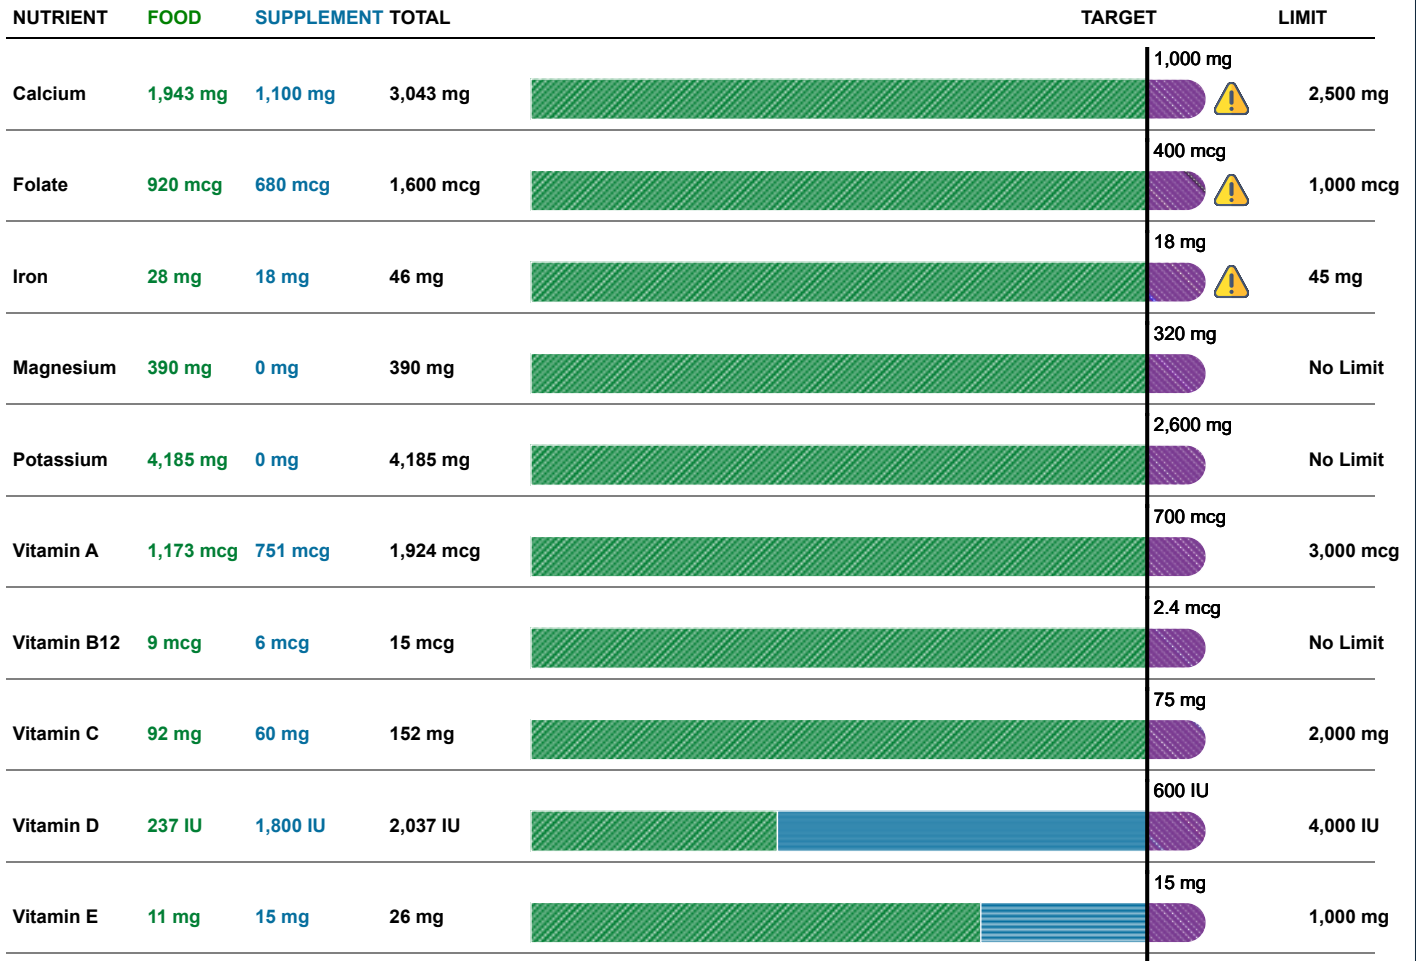 NUTRIENT FOOD SUPPLEMENT TOTAL TARGET LIMIT
1,000 mg
Calcium 1,943 mg 1,100 mg 3,043 mg 2,500 mg
400 mcg
Folate 920 mcg 680 mcg 1,600 mcg 1,000 mcg
18 mg
Iron 28 mg 18 mg 46 mg 45 mg
320 mg
Magnesium 390 mg 0 mg 390 mg No Limit
2,600 mg
Potassium 4,185 mg 0 mg 4,185 mg No Limit
700 mcg
Vitamin A 1,173 mcg 751 mcg 1,924 mcg 3,000 mcg
2.4 mcg
Vitamin B12 9 mcg 6 mcg 15 mcg No Limit
75 mg
Vitamin C 92 mg 60 mg 152 mg 2,000 mg
600 IU
Vitamin D 237 IU 1,800 IU 2,037 IU 4,000 IU
15 mg
Vitamin E 11 mg 15 mg 26 mg 1,000 mg